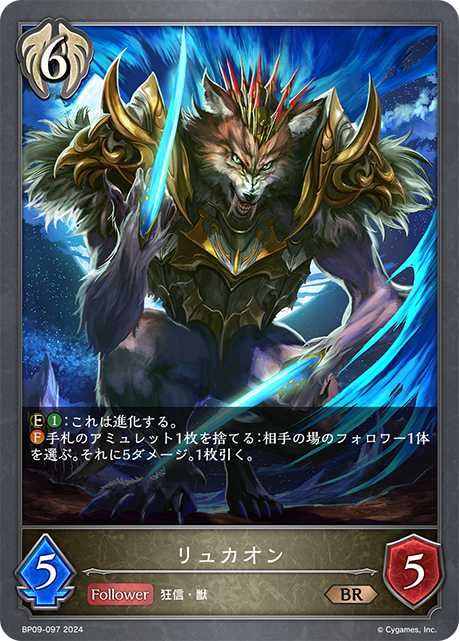 6
E 1：これは進化する。
F 手札のアミュレット1枚を捨てる：相手の場のフォロワー1体
を選ぶ。それに5ダメージ。1枚引く。
リュカオン
5
Follower 狂信・獣
BR
5
BP09-097 2024
© Cygames, Inc.